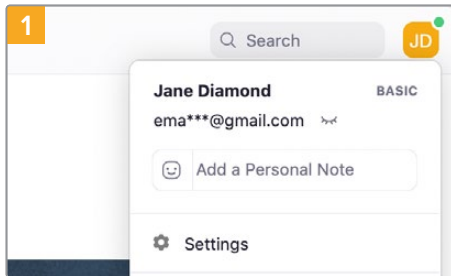 1
Search
JD
Jane Diamond BASIC
ema***@gmail.com
Add a Personal Note
Settings